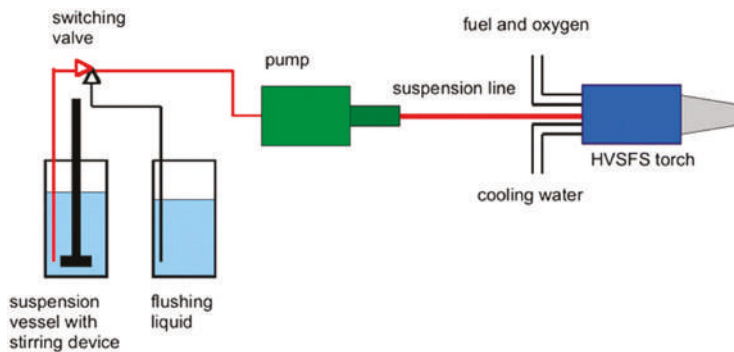 switching
valve
pump
fuel and oxygen
suspension line
HVSFS torch
cooling water
suspension
vessel with
stirring device
flushing
liquid